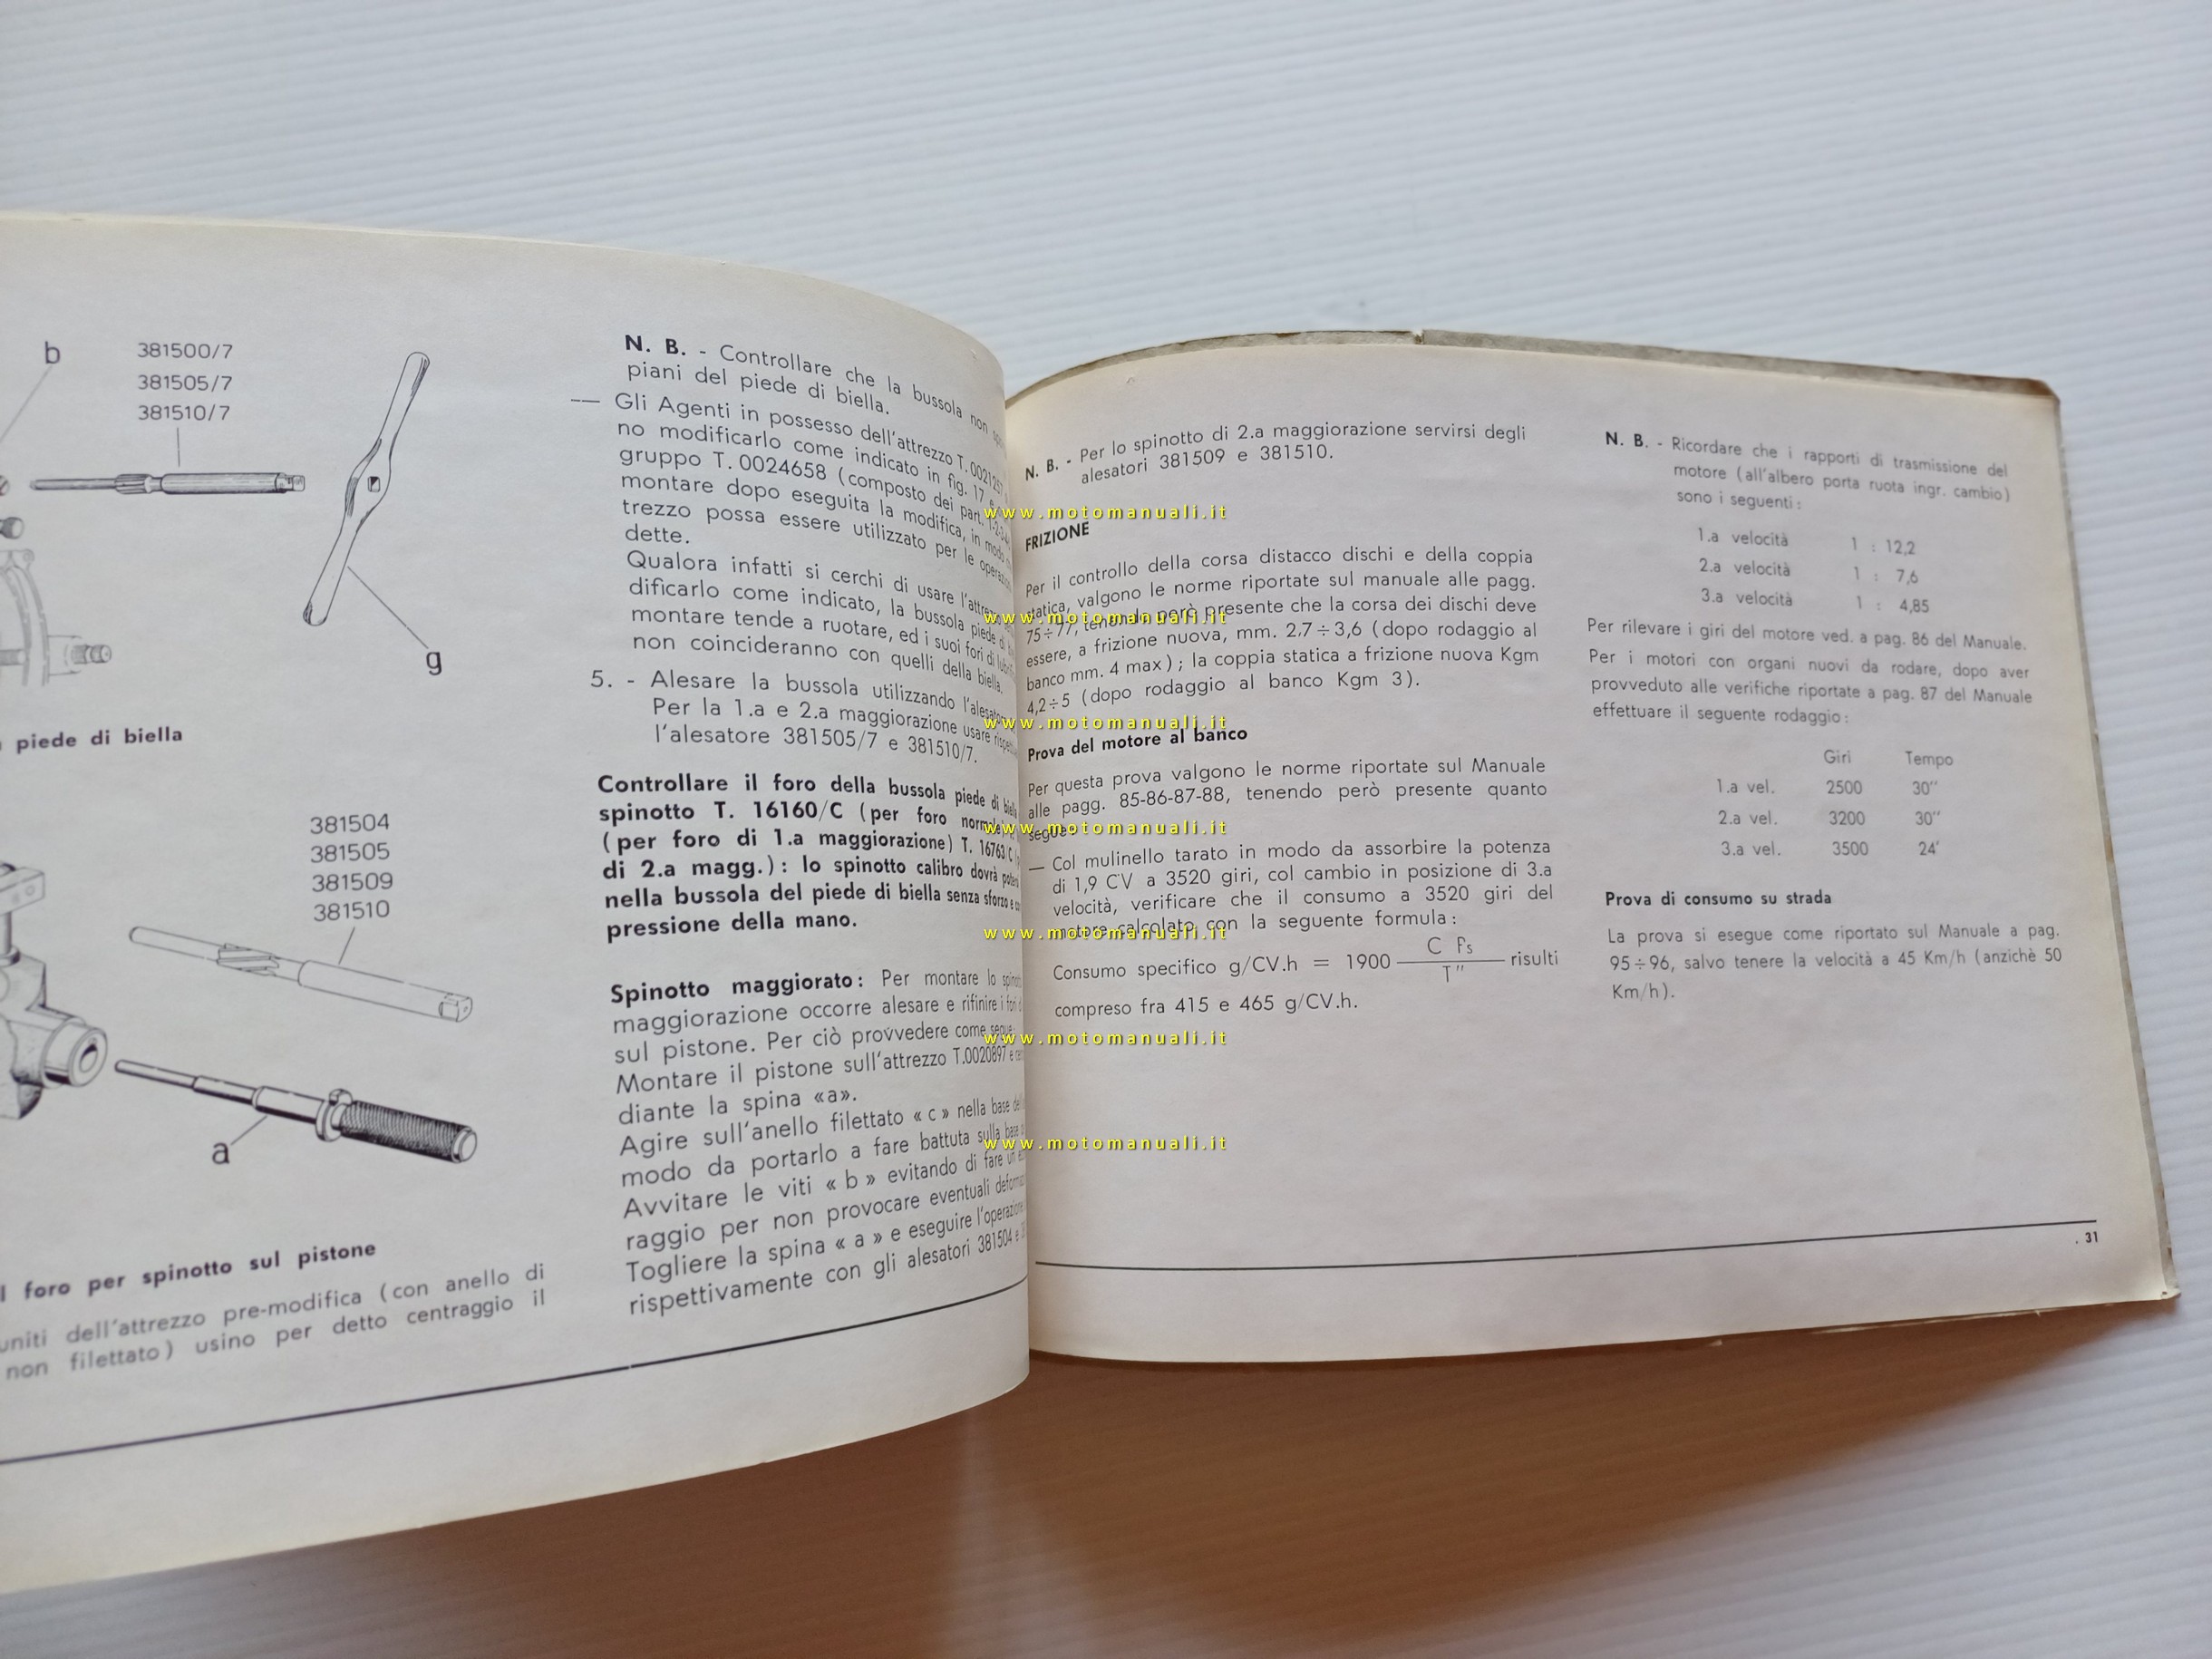 b
381500/7
381505/7
381510/7
g
piede di biella
381504
381505
381509
381510
a
foro per spinotto sul pistone
dell'attrezzo pre-modifica (con anello di
non filettato) usino per detto centraggio il
N. B. - Controllare che la bussola non
piani del piede di biella.
— Gli Agenti in possesso dell'attrezzo T. 0021257
no modificarlo come indicato in fig. 17 e
gruppo T. 0024658 (composto dei part. 1-2-3-4
montare dopo eseguita la modifica, in modo
trezzo possa essere utilizzato per le
dette.
Qualora infatti si cerchi di usare l'attrezzo
dificarlo come indicato, la bussola piede di
montare tende a ruotare, ed i suoi fori di
non coincideranno con quelli della biella.
5. - Alesare la bussola utilizzando
Per la 1.a e 2.a maggiorazione usare
l'alesatore 381505/7 e 381510/7.
Controllare il foro della bussola piede di biella
spinotto T. 16160/C (per foro normale)
(per foro di 1.a maggiorazione) T. 16763/C
di 2.a magg.) : lo spinotto calibro dovrà
nella bussola del piede di biella senza sforzo e
pressione della mano.
Spinotto maggiorato : Per montare lo
maggiorazione occorre alesare e rifinire i fori
sul pistone. Per ciò provvedere come segue:
Montare il pistone sull'attrezzo T.0020897 e
diante la spina «a».
Agire sull'anello filettato « c » nella base
modo da portarlo a fare battuta sulla base
Avvitare le viti « b » evitando di fare un
raggio per non provocare eventuali
Togliere la spina « a » e eseguire l'operazione
rispettivamente con gli alesatori 381504 e
N. B. - Per lo spinotto di 2.a maggiorazione servirsi degli
alesatori 381509 e 381510.
www.motomanuali.it
FRIZIONE
Per il controllo della corsa distacco dischi e della coppia
statica, valgono le norme riportate sul manuale alle pagg.
www.motomanuali.it
75÷77, tenendo però presente che la corsa dei dischi deve
essere, a frizione nuova, mm. 2,7÷3,6 (dopo rodaggio al
banco mm. 4 max) ; la coppia statica a frizione nuova Kgm
4,2÷5 (dopo rodaggio al banco Kgm 3).
www.motomanuali.it
Prova del motore al banco
Per questa prova valgono le norme riportate sul Manuale
alle pagg. 85-86-87-88, tenendo però presente quanto
www.motomanuali.it
segue:
— Col mulinello tarato in modo da assorbire la potenza
di 1,9 CV a 3520 giri, col cambio in posizione di 3.a
velocità, verificare che il consumo a 3520 giri del
motore calcolato con la seguente formula :
www.motomanuali.it
Consumo specifico g/CV.h = 1900 C Ps / T" risulti
compreso fra 415 e 465 g/CV.h.
www.motomanuali.it
www.motomanuali.it
N. B. - Ricordare che i rapporti di trasmissione del
motore (all'albero porta ruota ingr. cambio)
sono i seguenti :
1.a velocità 1 : 12,2
2.a velocità 1 : 7,6
3.a velocità 1 : 4,85
Per rilevare i giri del motore ved. a pag. 86 del Manuale.
Per i motori con organi nuovi da rodare, dopo aver
provveduto alle verifiche riportate a pag. 87 del Manuale
effettuare il seguente rodaggio :
Giri Tempo
1.a vel. 2500 30''
2.a vel. 3200 30''
3.a vel. 3500 24'
Prova di consumo su strada
La prova si esegue come riportato sul Manuale a pag.
95÷96, salvo tenere la velocità a 45 Km/h (anzichè 50
Km/h).
31